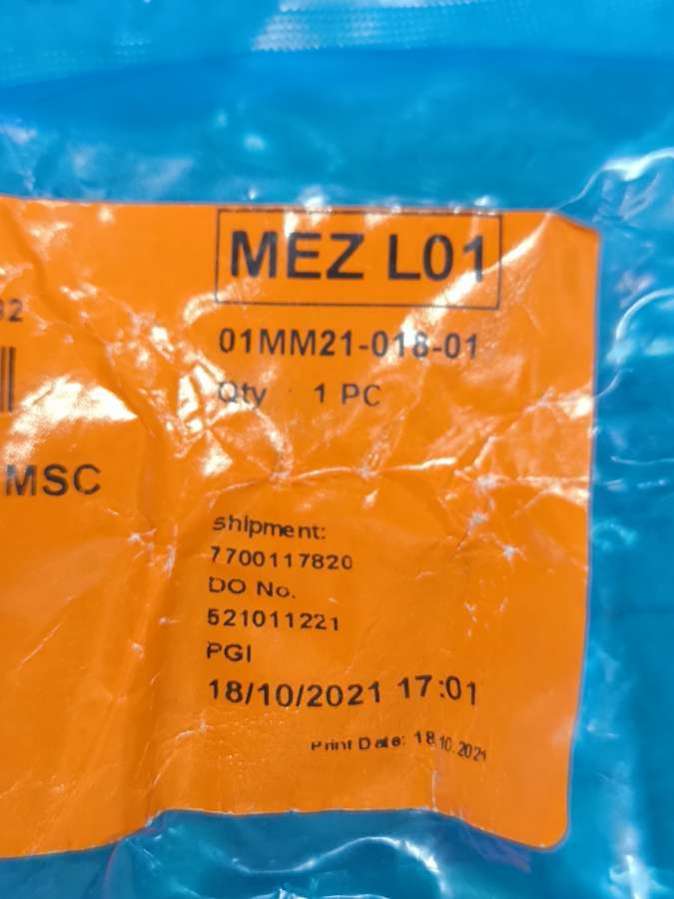 MEZ L01
32
01MM21-018-01
Qty 1 PC
MSC
Shipment:
7700117820
DO No.
521011221
PGI
18/10/2021 17:01
Print Date: 18.10.2021